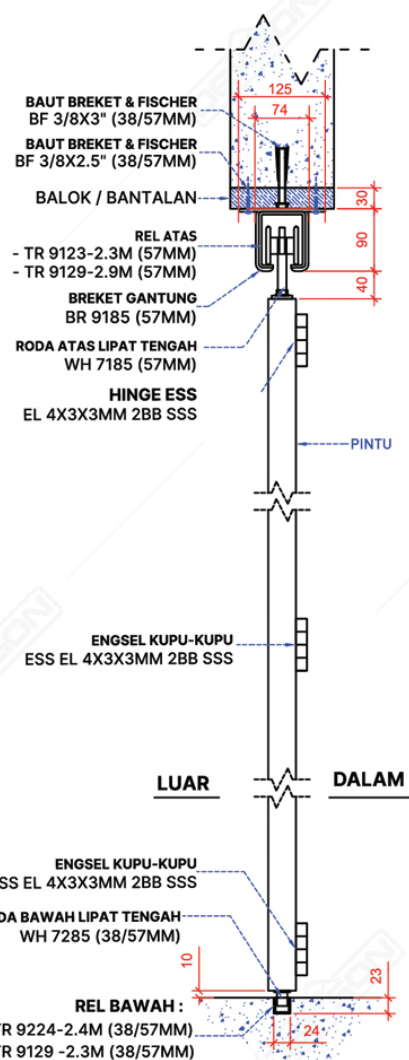 125
74
BAUT BREKET & FISCHER
BF 3/8X3" (38/57MM)
BAUT BREKET & FISCHER
BF 3/8X2.5" (38/57MM)
BALOK / BANTALAN
30
REL ATAS
- TR 9123-2.3M (57MM)
- TR 9129-2.9M (57MM)
90
BREKET GANTUNG
BR 9185 (57MM)
40
RODA ATAS LIPAT TENGAH
WH 7185 (57MM)
HINGE ESS
EL 4X3X3MM 2BB SSS
PINTU
ENGSEL KUPU-KUPU
ESS EL 4X3X3MM 2BB SSS
LUAR
DALAM
ENGSEL KUPU-KUPU
SS EL 4X3X3MM 2BB SSS
DA BAWAH LIPAT TENGAH
WH 7285 (38/57MM)
10
23
REL BAWAH :
TR 9224-2.4M (38/57MM)
24
TR 9129 -2.3M (38/57MM)